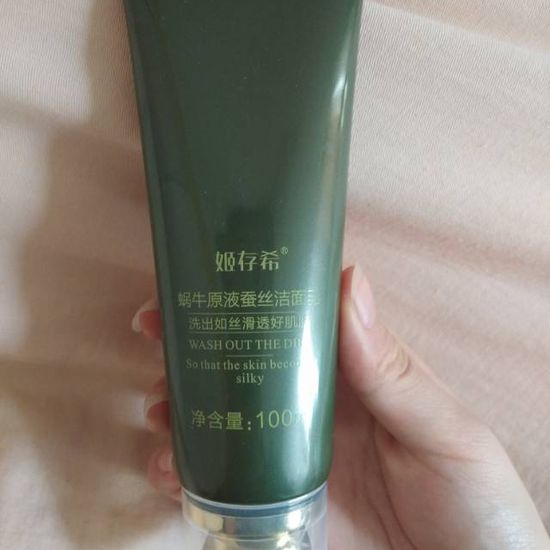 姬存希®
蜗牛原液蚕丝洁面
洗出如丝滑透好肌
WASH OUT THE
So that the skin
silky
净含量:100